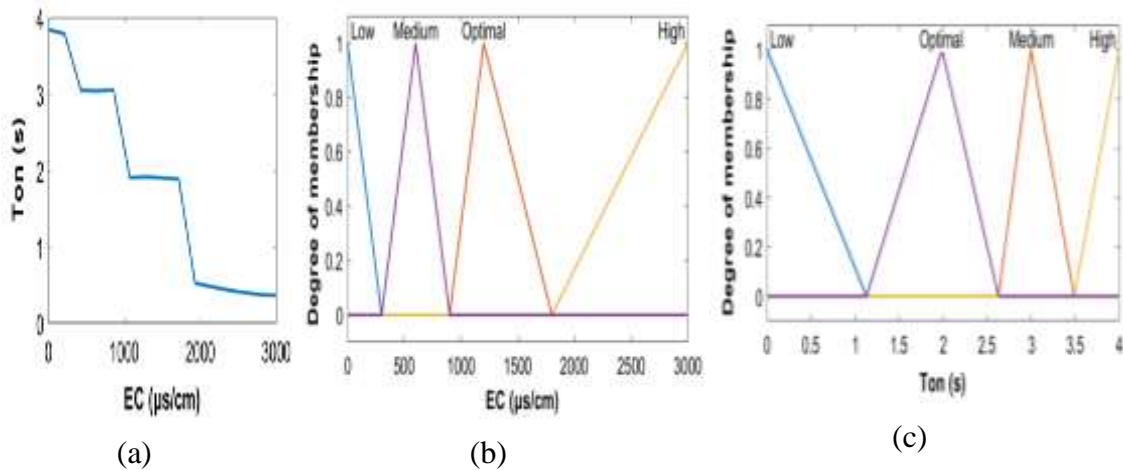 Ton (s)
4
3
2
1
0
0 1000 2000 3000
EC (µs/cm)
(a)
Degree of membership
Low Medium Optimal High
1
0.8
0.6
0.4
0.2
0
0 500 1000 1500 2000 2500 3000
EC (µs/cm)
(b)
Degree of membership
Low Optimal Medium High
1
0.8
0.6
0.4
0.2
0
0 0.5 1 1.5 2 2.5 3 3.5 4
Ton (s)
(c)